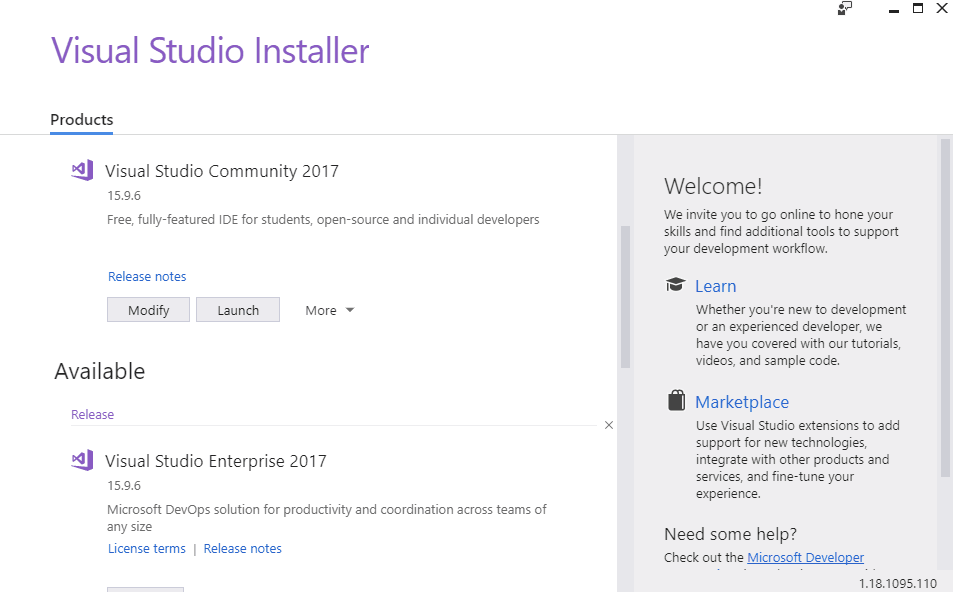 Visual Studio Installer
Products
Visual Studio Community 2017
15.9.6
Free, fully-featured IDE for students, open-source and individual developers
Release notes
Modify
Launch
More
Available
Release
Visual Studio Enterprise 2017
15.9.6
Microsoft DevOps solution for productivity and coordination across teams of
any size
License terms | Release notes
Welcome!
We invite you to go online to hone your
skills and find additional tools to support
your development workflow.
Learn
Whether you're new to development
or an experienced developer, we
have you covered with our tutorials,
videos, and sample code.
Marketplace
Use Visual Studio extensions to add
support for new technologies,
integrate with other products and
services, and fine-tune your
experience.
Need some help?
Check out the Microsoft Developer
1.18.1095.110